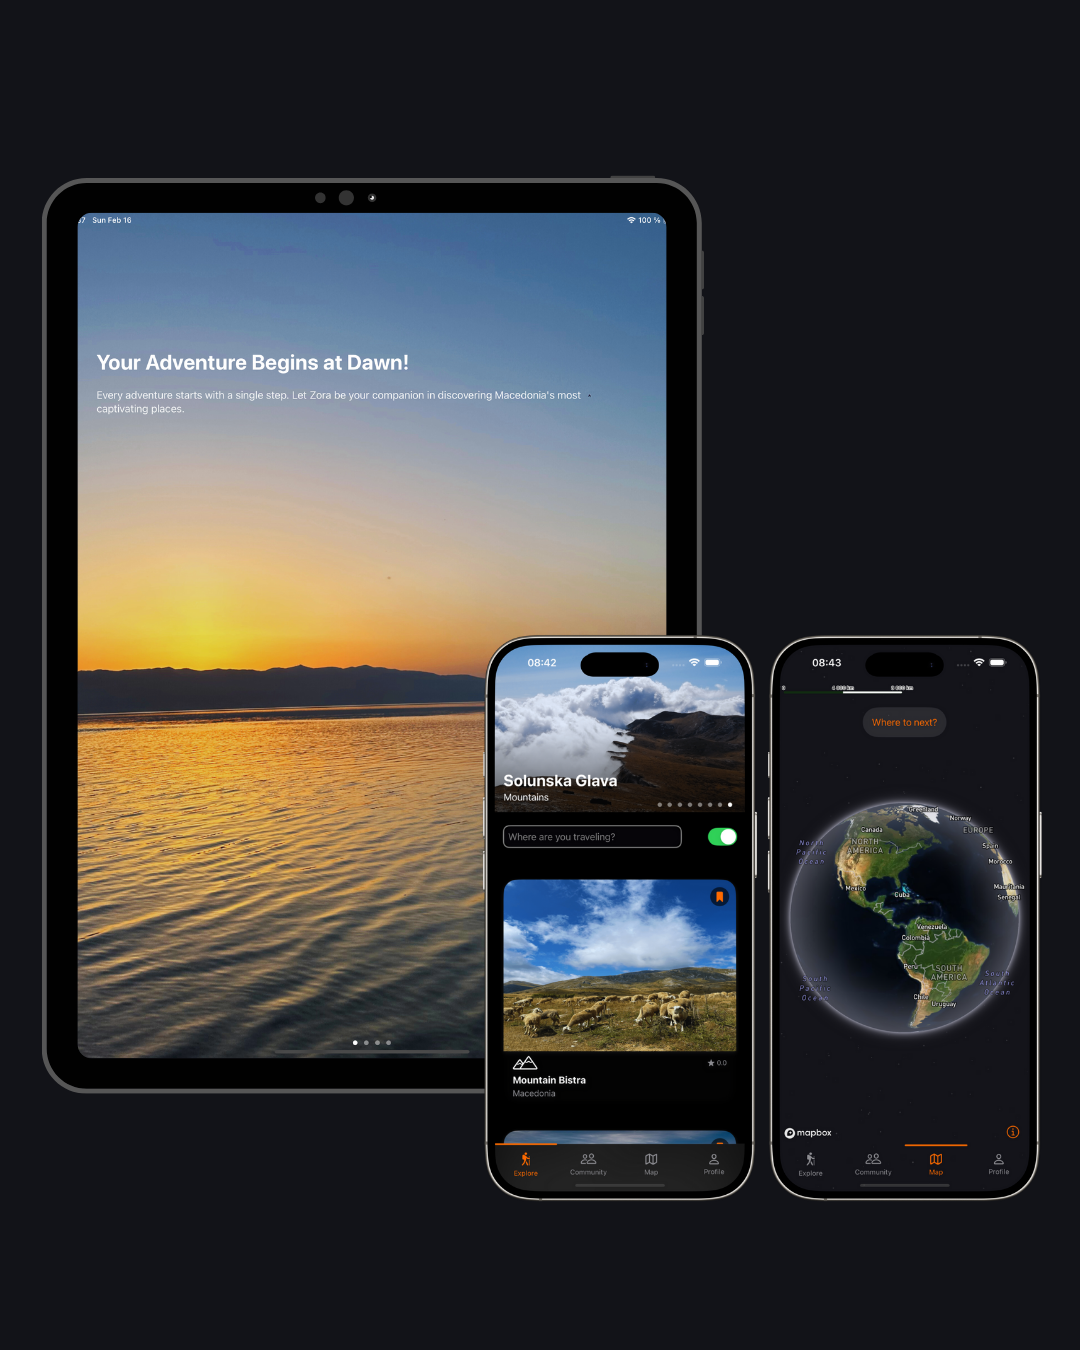 Sun Feb 16
100 %
Your Adventure Begins at Dawn!
Every adventure starts with a single step. Let Zora be your companion in discovering Macedonia's most
captivating places.
08:42
Solunska Glava
Mountains
Where are you traveling?
0.0
Mountain Bistra
Macedonia
Explore
Community
Map
Profile
08:43
Where to next?
Greenland
Norway
Canada
EUROPE
North
Pacific
Ocean
NORTH
AMERICA
Spain
Morocco
Mexico
Cuba
Mauritania
Senegal
Venezuela
Colombia
Peru
SOUTH
AMERICA
South
Pacific
Ocean
South
Atlantic
Ocean
Chile
Uruguay
mapbox
Explore
Community
Map
Profile